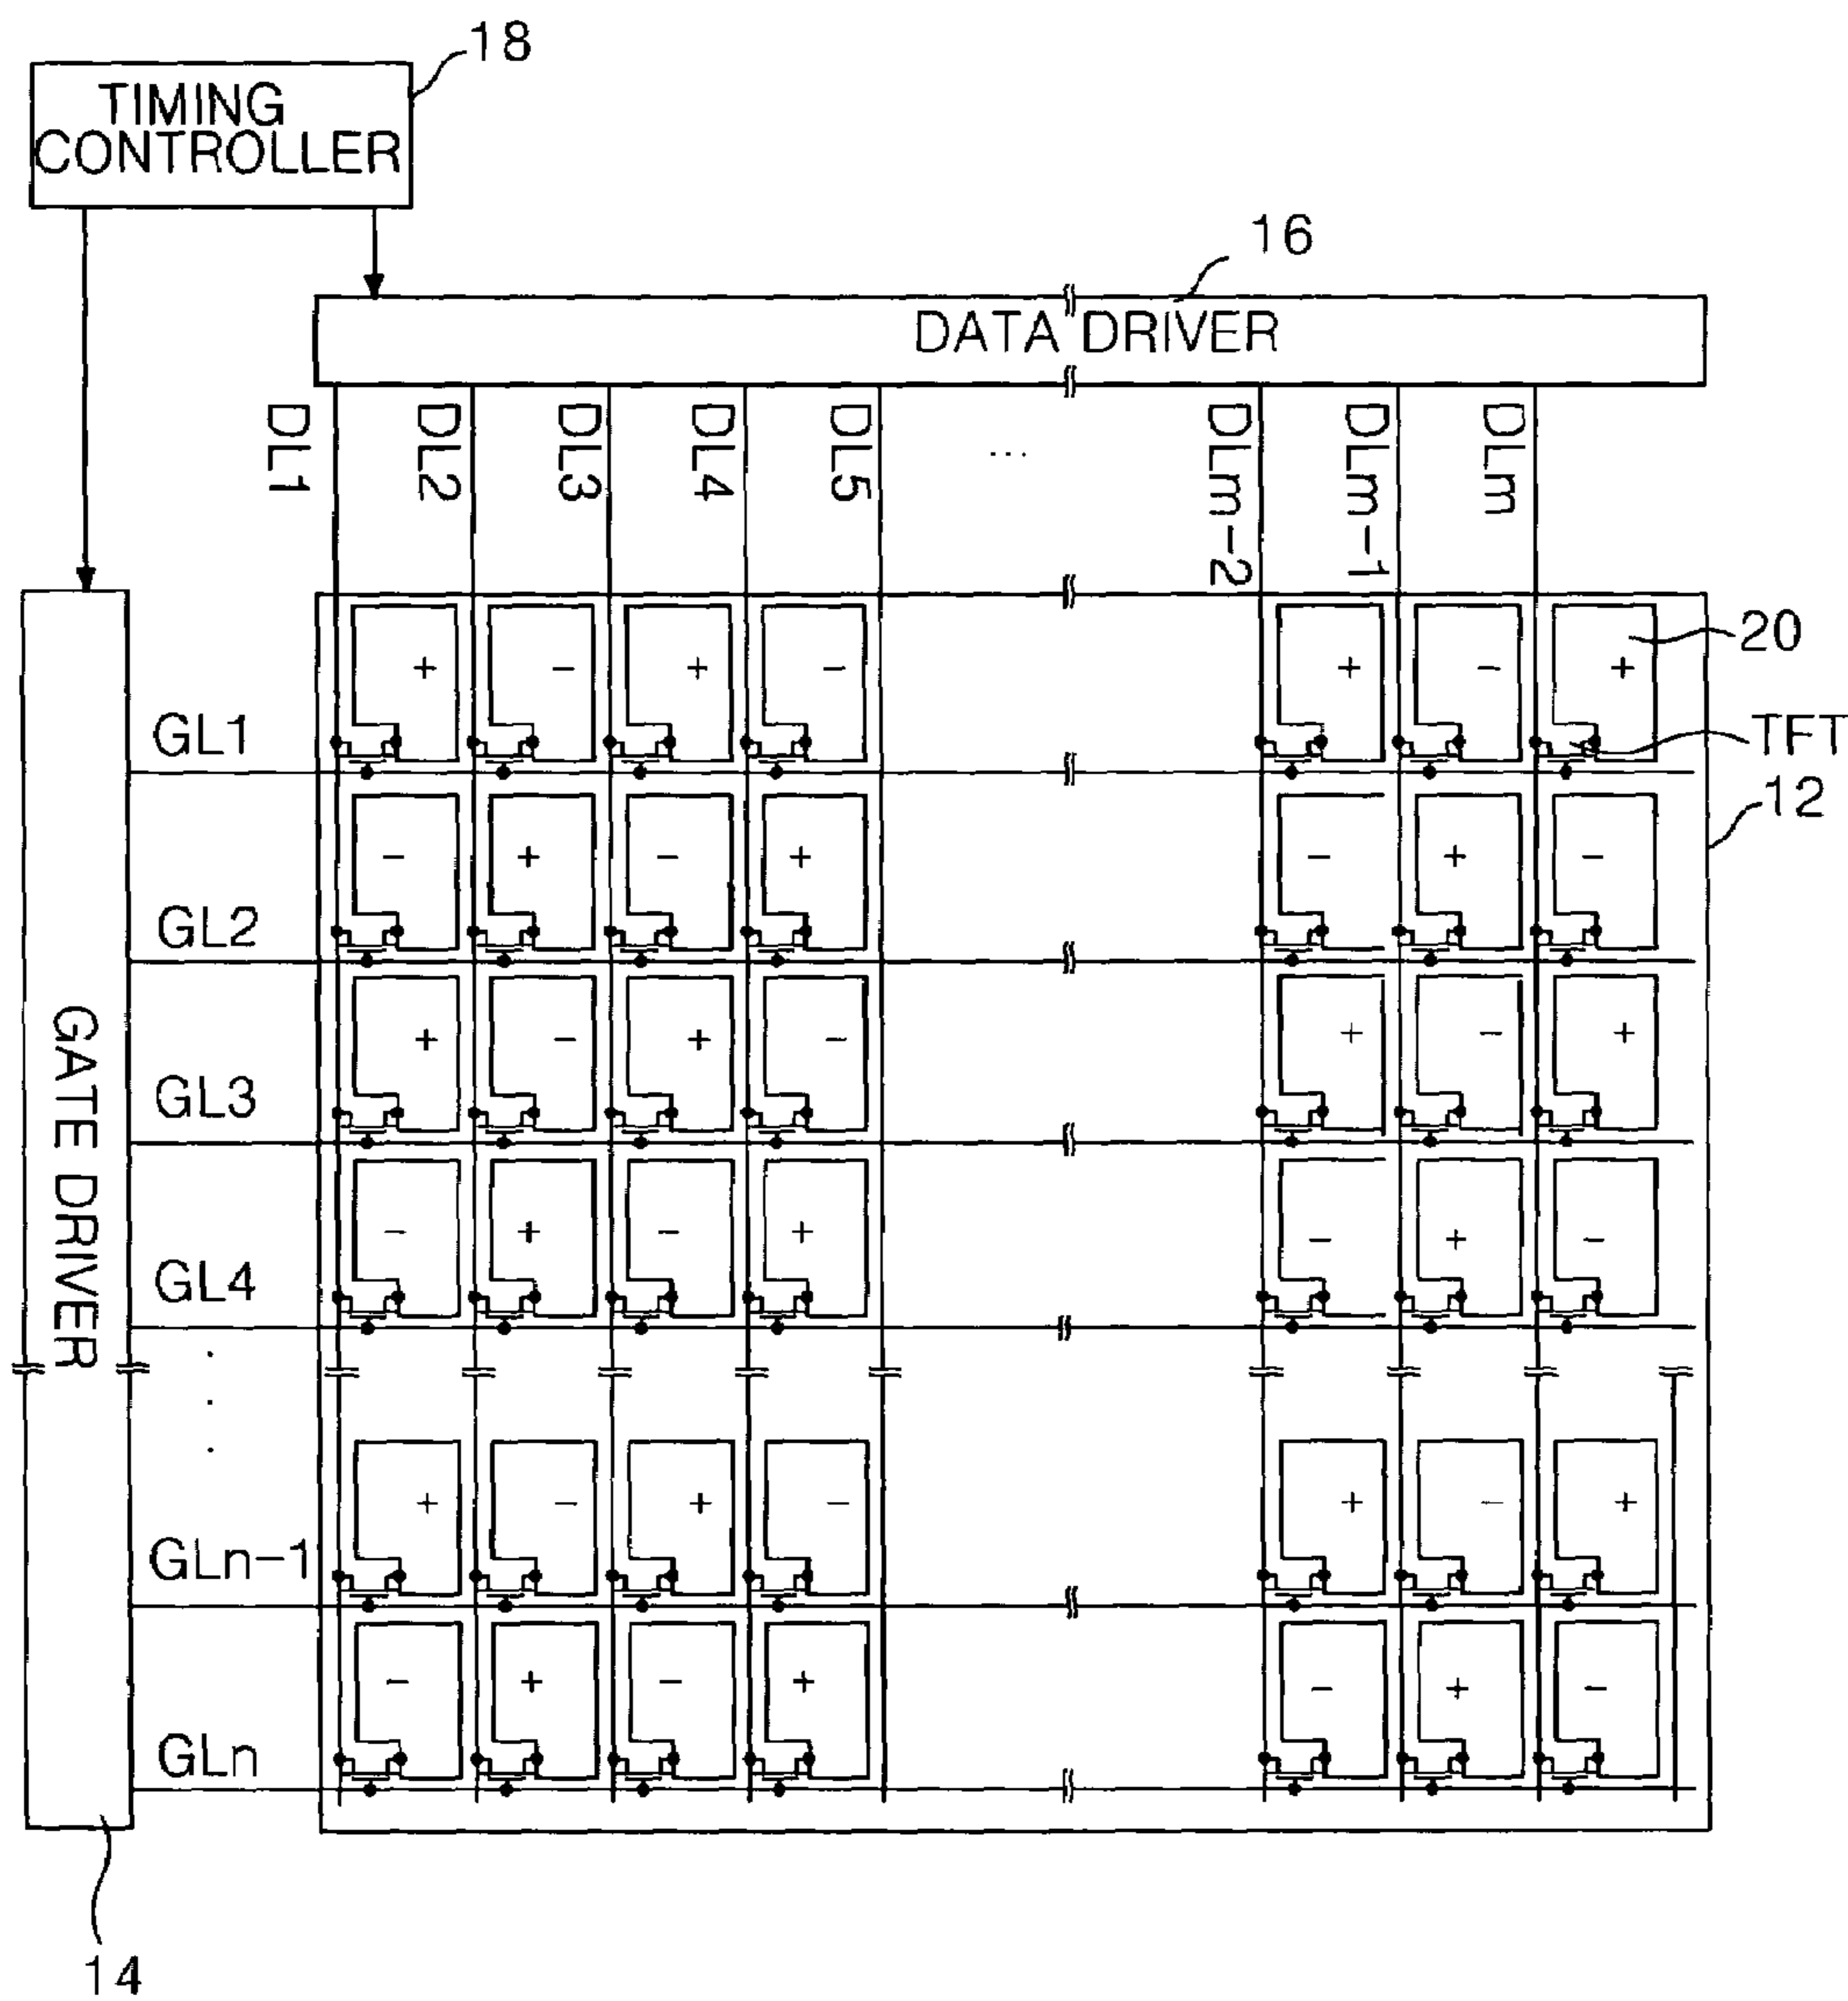 18
TIMING
CONTROLLER
16
DATA DRIVER
DL1
DL2
DL3
DL4
DL5
...
DLm-2
DLm-1
DLm
+ - + - + - +
20
GL1
TFT
12
- + - + - + -
GL2
+ - + - + - +
GL3
- + - + - + -
GL4
GATE DRIVER
+ - + - + - +
GLn-1
- + - + - + -
GLn
14